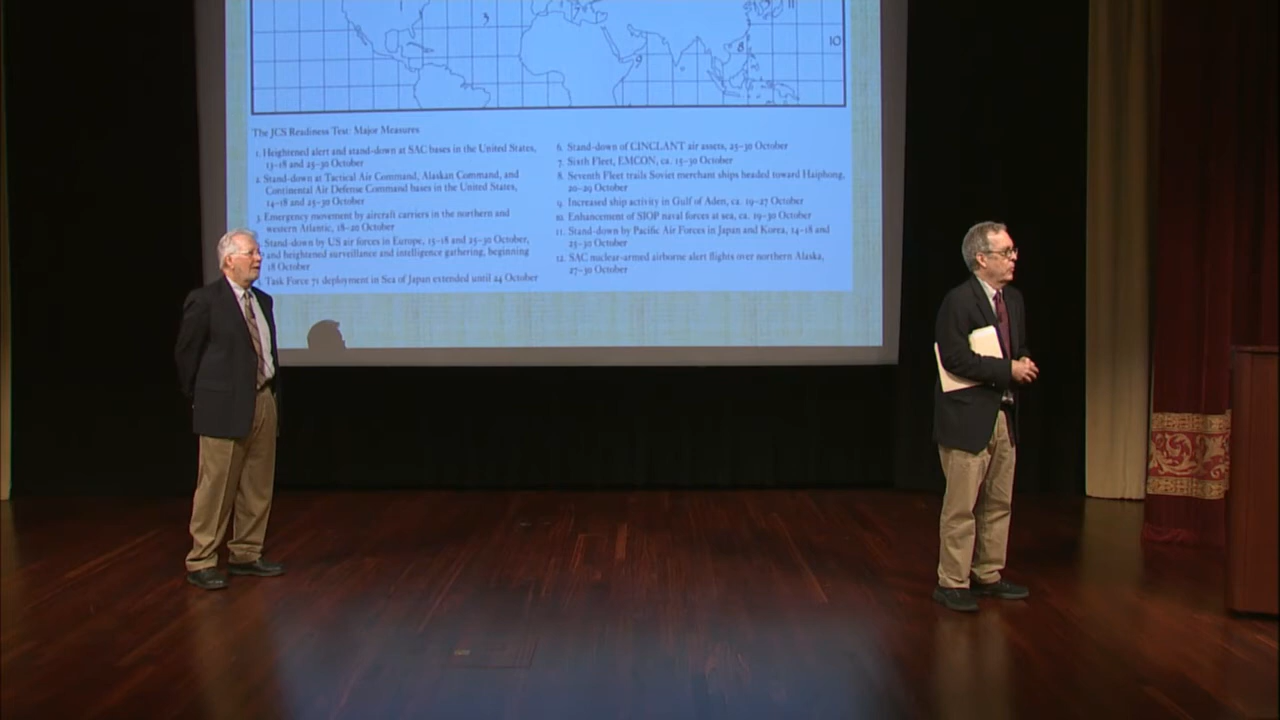 3
11
10
8
9
The JCS Readiness Test: Major Measures
1. Heightened alert and stand-down at SAC bases in the United States,
13–18 and 25–30 October
2. Stand-down at Tactical Air Command, Alaskan Command, and
Continental Air Defense Command bases in the United States,
14–18 and 25–30 October
3. Emergency movement by aircraft carriers in the northern and
western Atlantic, 18–20 October
Stand-down by US air forces in Europe, 15–18 and 25–30 October,
and heightened surveillance and intelligence gathering, beginning
18 October
Task Force 71 deployment in Sea of Japan extended until 24 October
6. Stand-down of CINCLANT air assets, 25–30 October
7. Sixth Fleet, EMCON, ca. 15–30 October
8. Seventh Fleet trails Soviet merchant ships headed toward Haiphong,
20–29 October
9. Increased ship activity in Gulf of Aden, ca. 19–27 October
10. Enhancement of SIOP naval forces at sea, ca. 19–30 October
11. Stand-down by Pacific Air Forces in Japan and Korea, 14–18 and
25–30 October
12. SAC nuclear-armed airborne alert flights over northern Alaska,
27–30 October